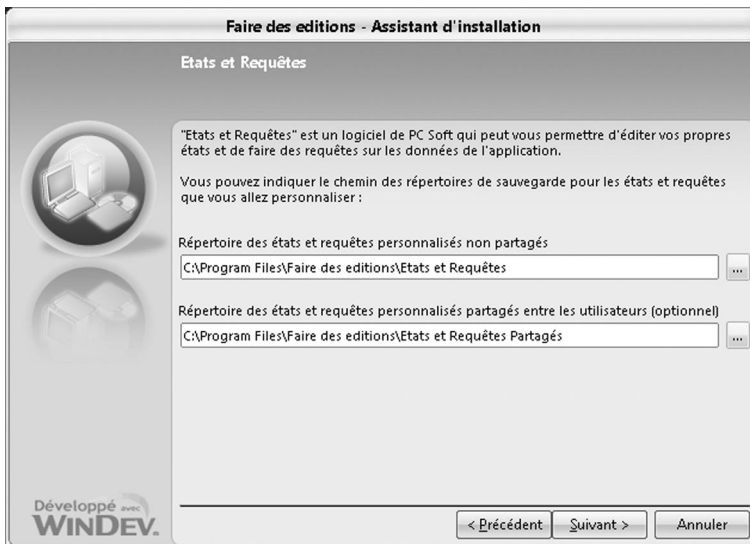 Faire des editions - Assistant d'installation
Etats et Requêtes
"Etats et Requêtes" est un logiciel de PC Soft qui peut vous permettre d'éditer vos propres
états et de faire des requêtes sur les données de l'application.
Vous pouvez indiquer le chemin des répertoires de sauvegarde pour les états et requêtes
que vous allez personnaliser :
Répertoire des états et requêtes personnalisés non partagés
C:\Program Files\Faire des editions\Etats et Requêtes
...
Répertoire des états et requêtes personnalisés partagés entre les utilisateurs (optionnel)
C:\Program Files\Faire des editions\Etats et Requêtes Partagés
...
Développé avec
WINDEV.
< Précédent
Suivant >
Annuler